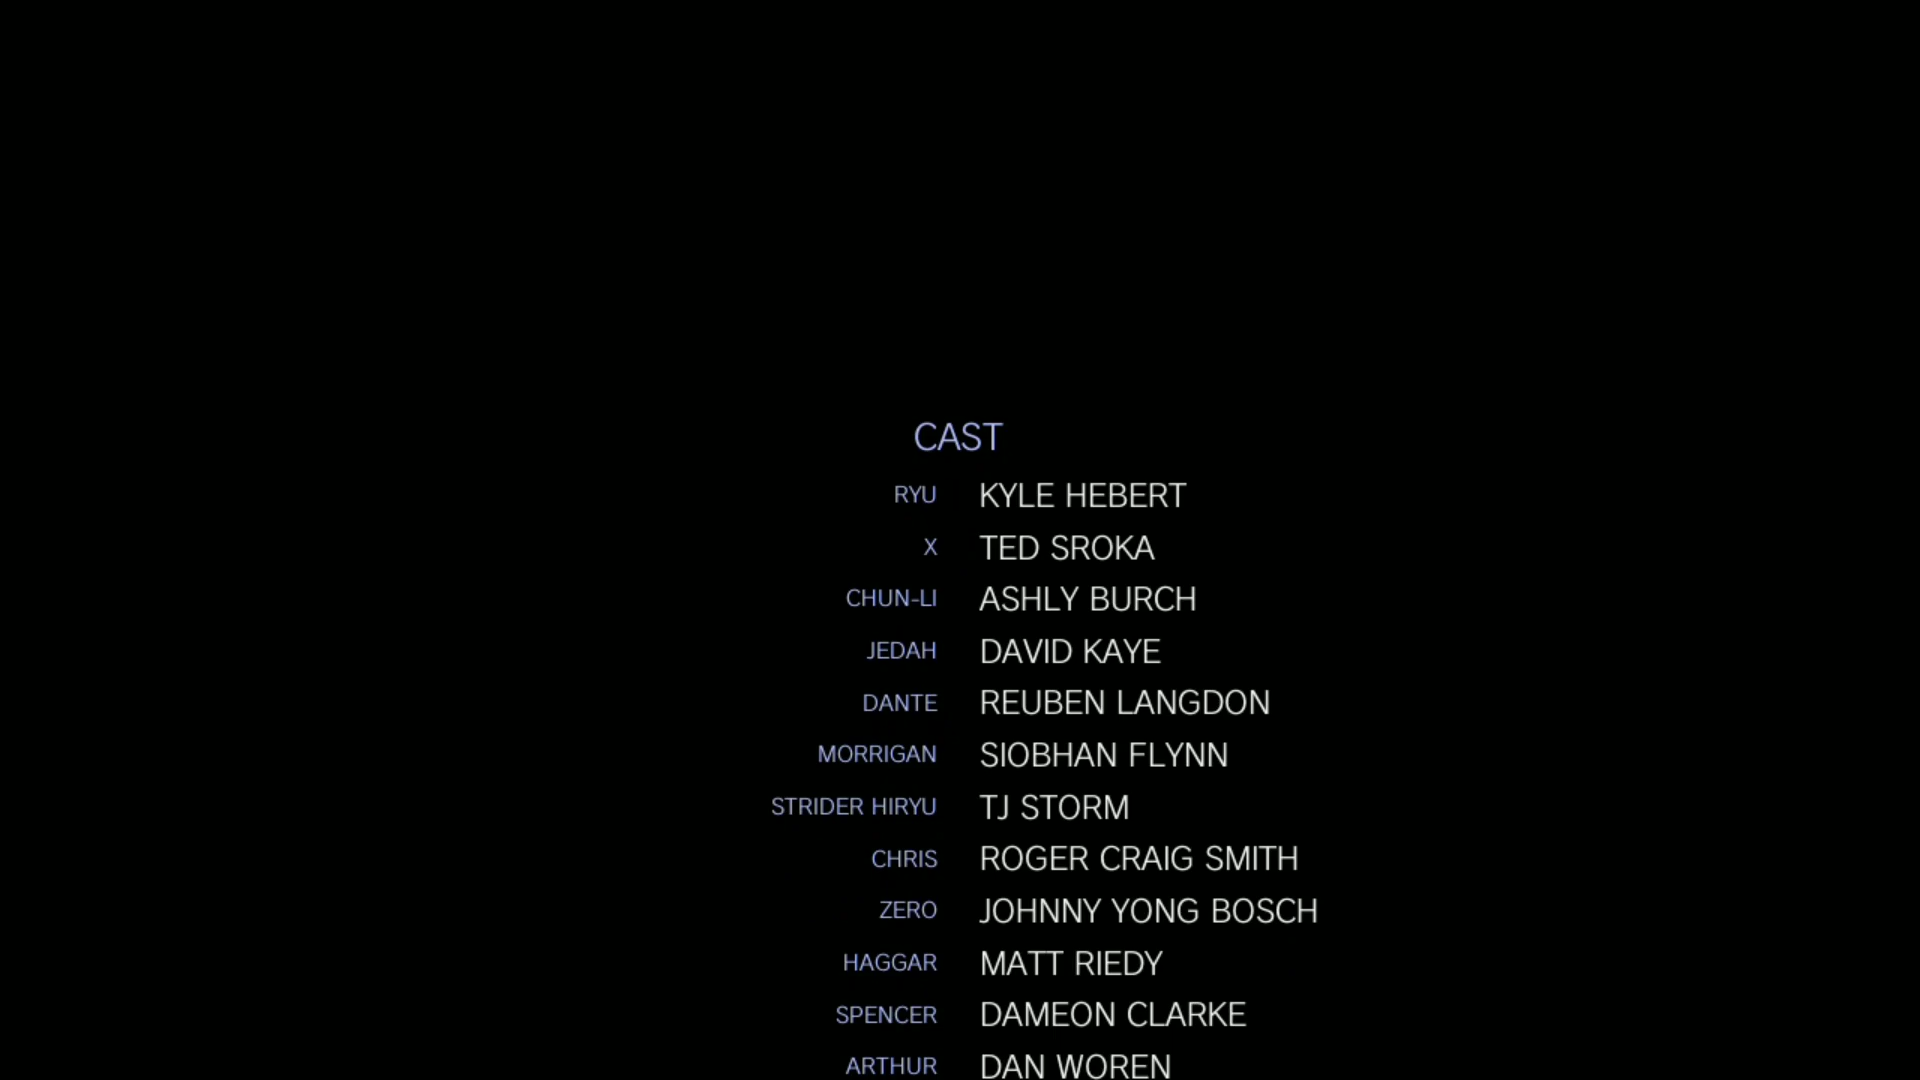 CAST
RYU KYLE HEBERT
X TED SROKA
CHUN-LI ASHLY BURCH
JEDAH DAVID KAYE
DANTE REUBEN LANGDON
MORRIGAN SIOBHAN FLYNN
STRIDER HIRYU TJ STORM
CHRIS ROGER CRAIG SMITH
ZERO JOHNNY YONG BOSCH
HAGGAR MATT RIEDY
SPENCER DAMEON CLARKE
ARTHUR DAN WOREN